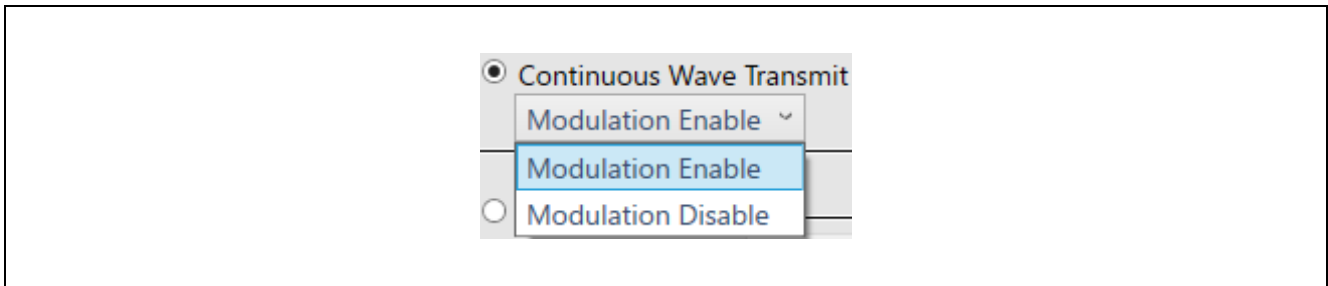 Continuous Wave Transmit
Modulation Enable
Modulation Enable
Modulation Disable